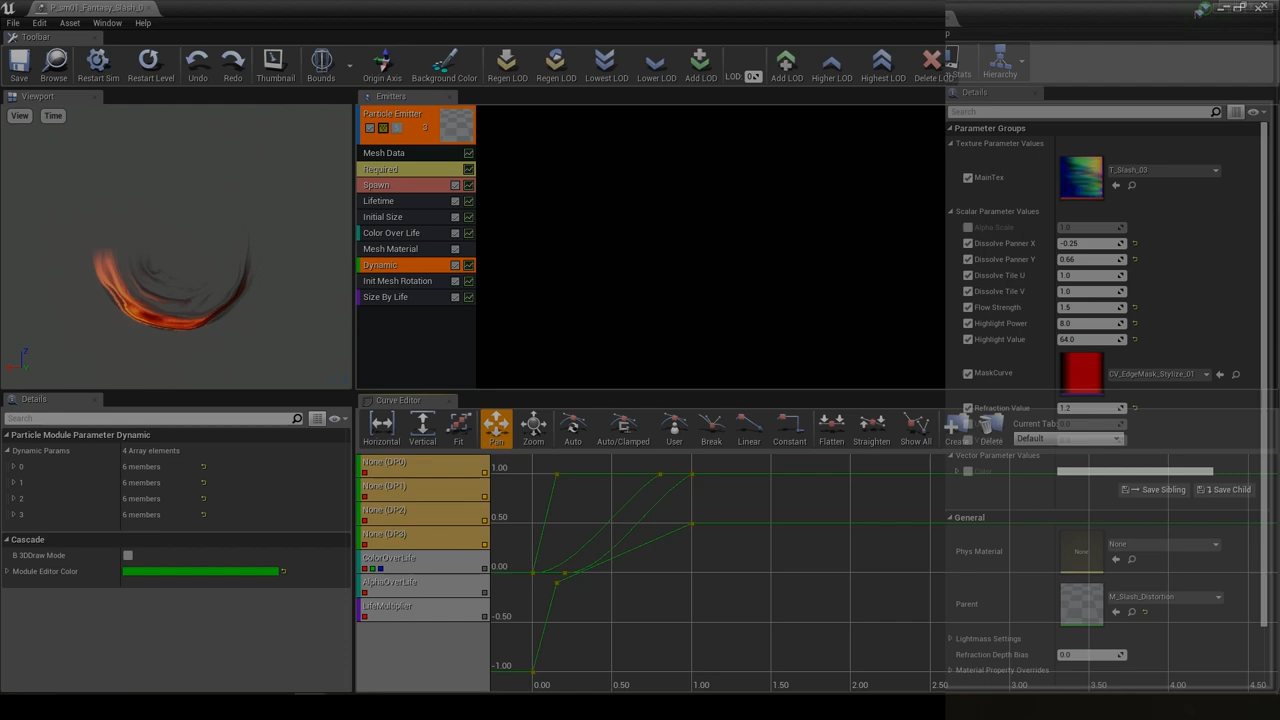 P_sm01_Fantasy_Slash_0
File Edit Asset Window Help
Toolbar
Save Browse Restart Sim Restart Level Undo Redo Thumbnail Bounds Origin Axis Background Color Regen LOD Regen LOD Lowest LOD Lower LOD Add LOD LOD: 0 Add LOD Higher LOD Highest LOD Delete LOD Stats Hierarchy
Viewport
View Time
Z
Emitters
Particle Emitter
3
Mesh Data
Required
Spawn
Lifetime
Initial Size
Color Over Life
Mesh Material
Dynamic
Init Mesh Rotation
Size By Life
Details
Search
Parameter Groups
Texture Parameter Values
MainTex T_Slash_03
Scalar Parameter Values
Alpha Scale 1.0
Dissolve Panner X -0.25
Dissolve Panner Y 0.66
Dissolve Tile U 1.0
Dissolve Tile V 1.0
Flow Strength 1.5
Highlight Power 8.0
Highlight Value 64.0
MaskCurve CV_EdgeMask_Stylize_01
Refraction Value 1.2
Vector Parameter Values
Save Sibling Save Child
General
Phys Material None None
Parent M_Slash_Distortion
Lightmass Settings
Refraction Depth Bias 0.0
Material Property Overrides
Details
Search
Particle Module Parameter Dynamic
Dynamic Params 4 Array elements
0 6 members
1 6 members
2 6 members
3 6 members
Cascade
B 3DDraw Mode
Module Editor Color
Curve Editor
Horizontal Vertical Fit Pan Zoom Auto Auto/Clamped User Break Linear Constant Flatten Straighten Show All Create Delete Current Tab: Default
None (DP0)
None (DP1)
None (DP2)
None (DP3)
ColorOverLife
AlphaOverLife
LifeMultiplier
1.00
0.50
0.00
-0.50
-1.00
0.00 0.50 1.00 2.00 2.50 3.00 3.50 4.00 4.50